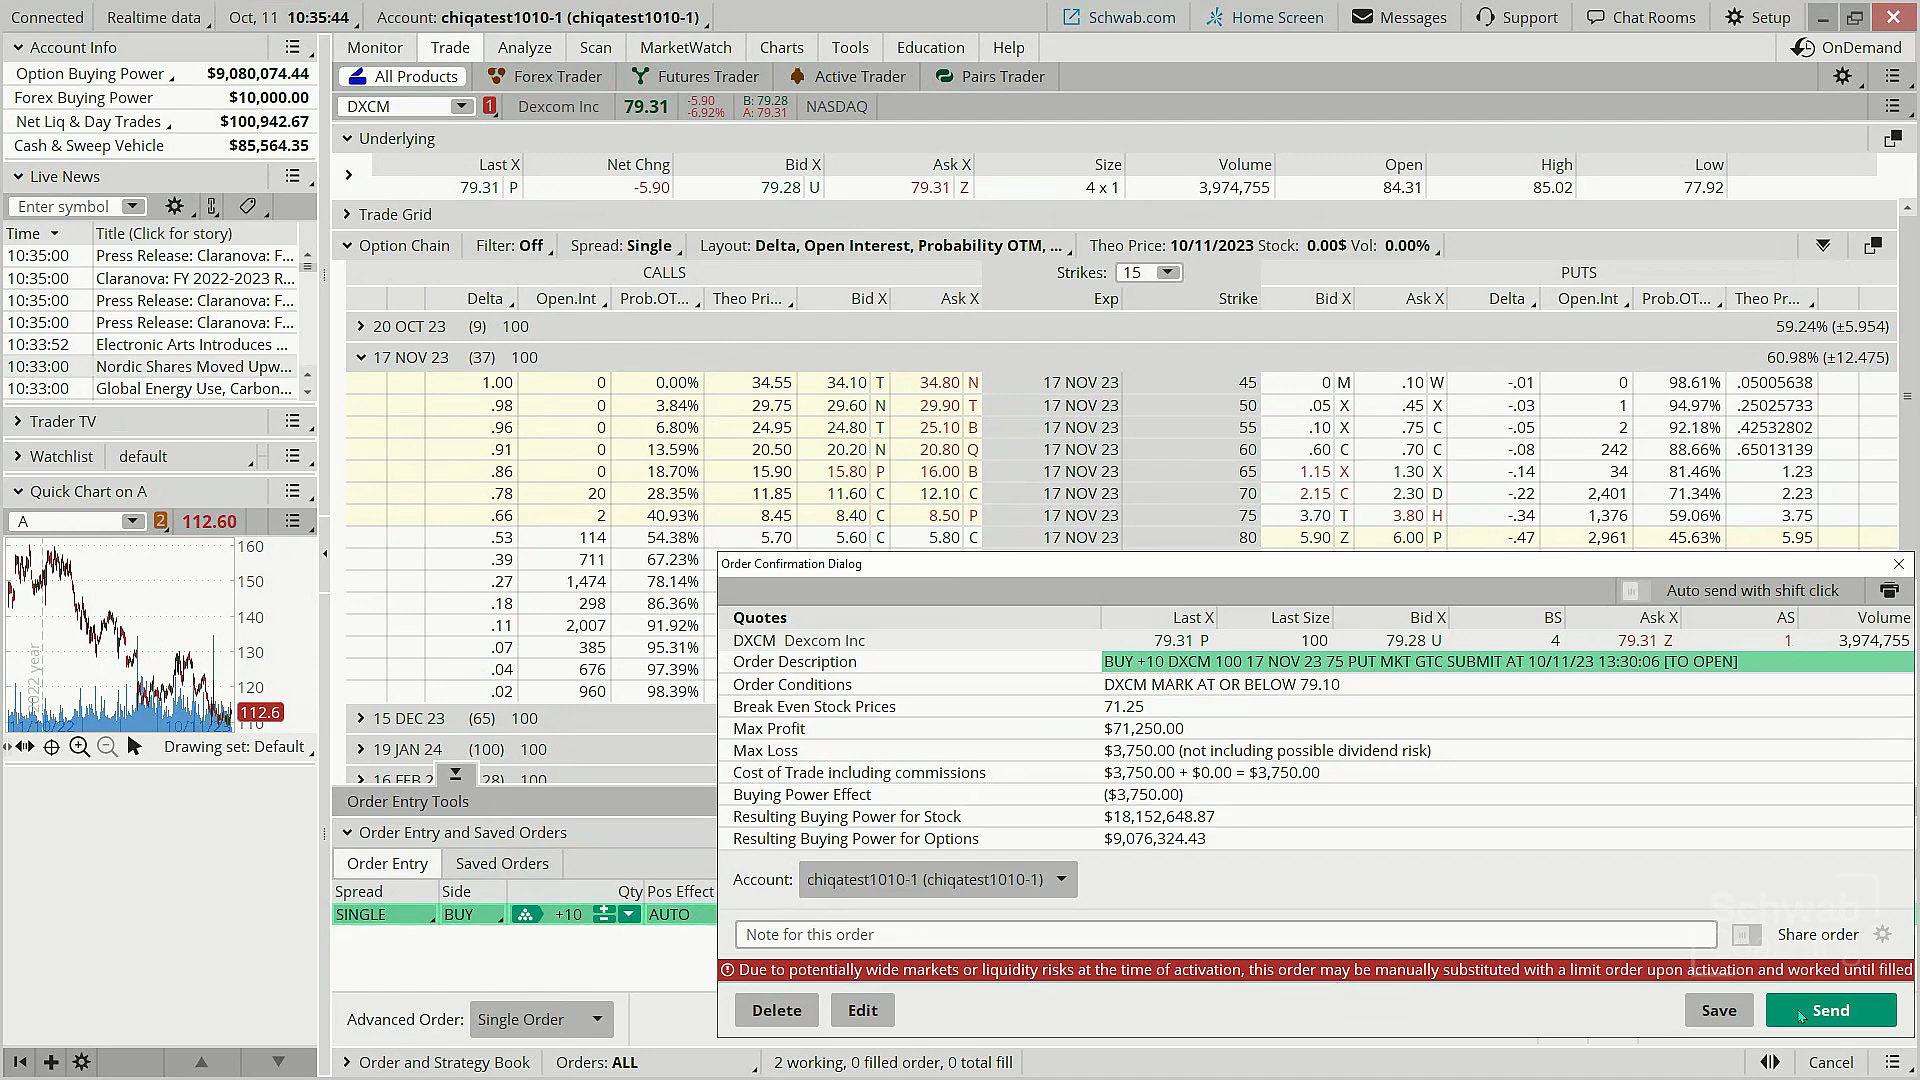 Connected Realtime data Oct, 11 10:35:44 Account: chiqatest1010-1 (chiqatest1010-1) Schwab.com Home Screen Messages Support Chat Rooms Setup
Account Info
Option Buying Power $9,080,074.44
Forex Buying Power $10,000.00
Net Liq & Day Trades $100,942.67
Cash & Sweep Vehicle $85,564.35
Live News
Enter symbol
Time Title (Click for story)
10:35:00 Press Release: Claranova: F...
10:35:00 Claranova: FY 2022-2023 R...
10:35:00 Press Release: Claranova: F...
10:35:00 Press Release: Claranova: F...
10:33:52 Electronic Arts Introduces ...
10:33:00 Nordic Shares Moved Upw...
10:33:00 Global Energy Use, Carbon...
Trader TV
Watchlist default
Quick Chart on A
A 2 112.60
160
150
140
130
120
112.6
2022 year
11/10/22
Drawing set: Default
Monitor Trade Analyze Scan MarketWatch Charts Tools Education Help OnDemand
All Products Forex Trader Futures Trader Active Trader Pairs Trader
DXCM 1 Dexcom Inc 79.31 -5.90 -6.92% B: 79.28 A: 79.31 NASDAQ
Underlying
Last X Net Chng Bid X Ask X Size Volume Open High Low
79.31 P -5.90 79.28 U 79.31 Z 4 x 1 3,974,755 84.31 85.02 77.92
Trade Grid
Option Chain Filter: Off Spread: Single Layout: Delta, Open Interest, Probability OTM, ... Theo Price: 10/11/2023 Stock: 0.00$ Vol: 0.00%
CALLS Strikes: 15 PUTS
Delta Open.Int Prob.OT... Theo Pri... Bid X Ask X Exp Strike Bid X Ask X Delta Open.Int Prob.OT... Theo Pr...
20 OCT 23 (9) 100 59.24% (±5.954)
17 NOV 23 (37) 100 60.98% (±12.475)
1.00 0 0.00% 34.55 34.10 T 34.80 N 17 NOV 23 45 0 M .10 W -.01 0 98.61% .05005638
.98 0 3.84% 29.75 29.60 N 29.90 T 17 NOV 23 50 .05 X .45 X -.03 1 94.97% .25025733
.96 0 6.80% 24.95 24.80 T 25.10 B 17 NOV 23 55 .10 X .75 C -.05 2 92.18% .42532802
.91 0 13.59% 20.50 20.20 N 20.80 Q 17 NOV 23 60 .60 C .70 C -.08 242 88.66% .65013139
.86 0 18.70% 15.90 15.80 P 16.00 B 17 NOV 23 65 1.15 X 1.30 X -.14 34 81.46% 1.23
.78 20 28.35% 11.85 11.60 C 12.10 C 17 NOV 23 70 2.15 C 2.30 D -.22 2,401 71.34% 2.23
.66 2 40.93% 8.45 8.40 C 8.50 P 17 NOV 23 75 3.70 T 3.80 H -.34 1,376 59.06% 3.75
.53 114 54.38% 5.70 5.60 C 5.80 C 17 NOV 23 80 5.90 Z 6.00 P -.47 2,961 45.63% 5.95
.39 711 67.23%
.27 1,474 78.14%
.18 298 86.36%
.11 2,007 91.92%
.07 385 95.31%
.04 676 97.39%
.02 960 98.39%
15 DEC 23 (65) 100
19 JAN 24 (100) 100
16 FEB 2 28) 100
Order Entry Tools
Order Entry and Saved Orders
Order Entry Saved Orders
Spread Side Qty Pos Effect
SINGLE BUY +10 AUTO
Advanced Order: Single Order
Order Confirmation Dialog
Auto send with shift click
Quotes Last X Last Size Bid X BS Ask X AS Volume
DXCM Dexcom Inc 79.31 P 100 79.28 U 4 79.31 Z 1 3,974,755
Order Description BUY +10 DXCM 100 17 NOV 23 75 PUT MKT GTC SUBMIT AT 10/11/23 13:30:06 [TO OPEN]
Order Conditions DXCM MARK AT OR BELOW 79.10
Break Even Stock Prices 71.25
Max Profit $71,250.00
Max Loss $3,750.00 (not including possible dividend risk)
Cost of Trade including commissions $3,750.00 + $0.00 = $3,750.00
Buying Power Effect ($3,750.00)
Resulting Buying Power for Stock $18,152,648.87
Resulting Buying Power for Options $9,076,324.43
Account: chiqatest1010-1 (chiqatest1010-1)
Schwab
Note for this order Share order
Due to potentially wide markets or liquidity risks at the time of activation, this order may be manually substituted with a limit order upon activation and worked until filled
Delete Edit Save Send
Order and Strategy Book Orders: ALL 2 working, 0 filled order, 0 total fill Cancel